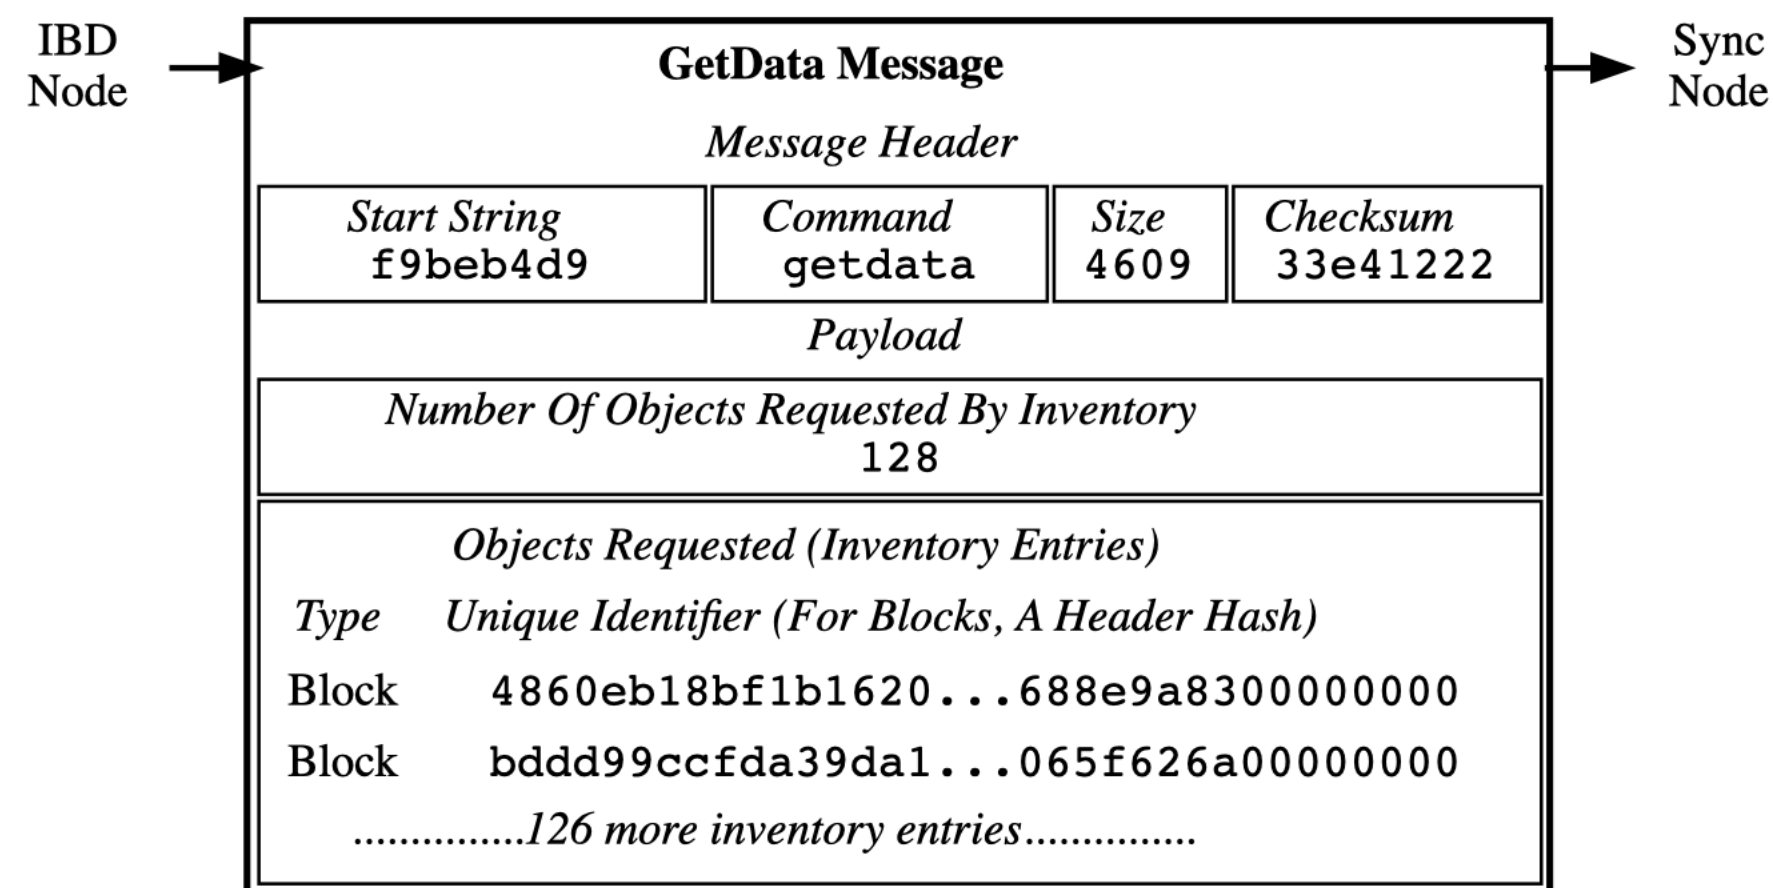 IBD
Node
GetData Message
Sync
Node
Message Header
Start String Command Size Checksum
f9beb4d9 getdata 4609 33e41222
Payload
Number Of Objects Requested By Inventory
128
Objects Requested (Inventory Entries)
Type Unique Identifier (For Blocks, A Header Hash)
Block 4860eb18bf1b1620...688e9a8300000000
Block bddd99ccfda39da1...065f626a00000000
...............126 more inventory entries...............